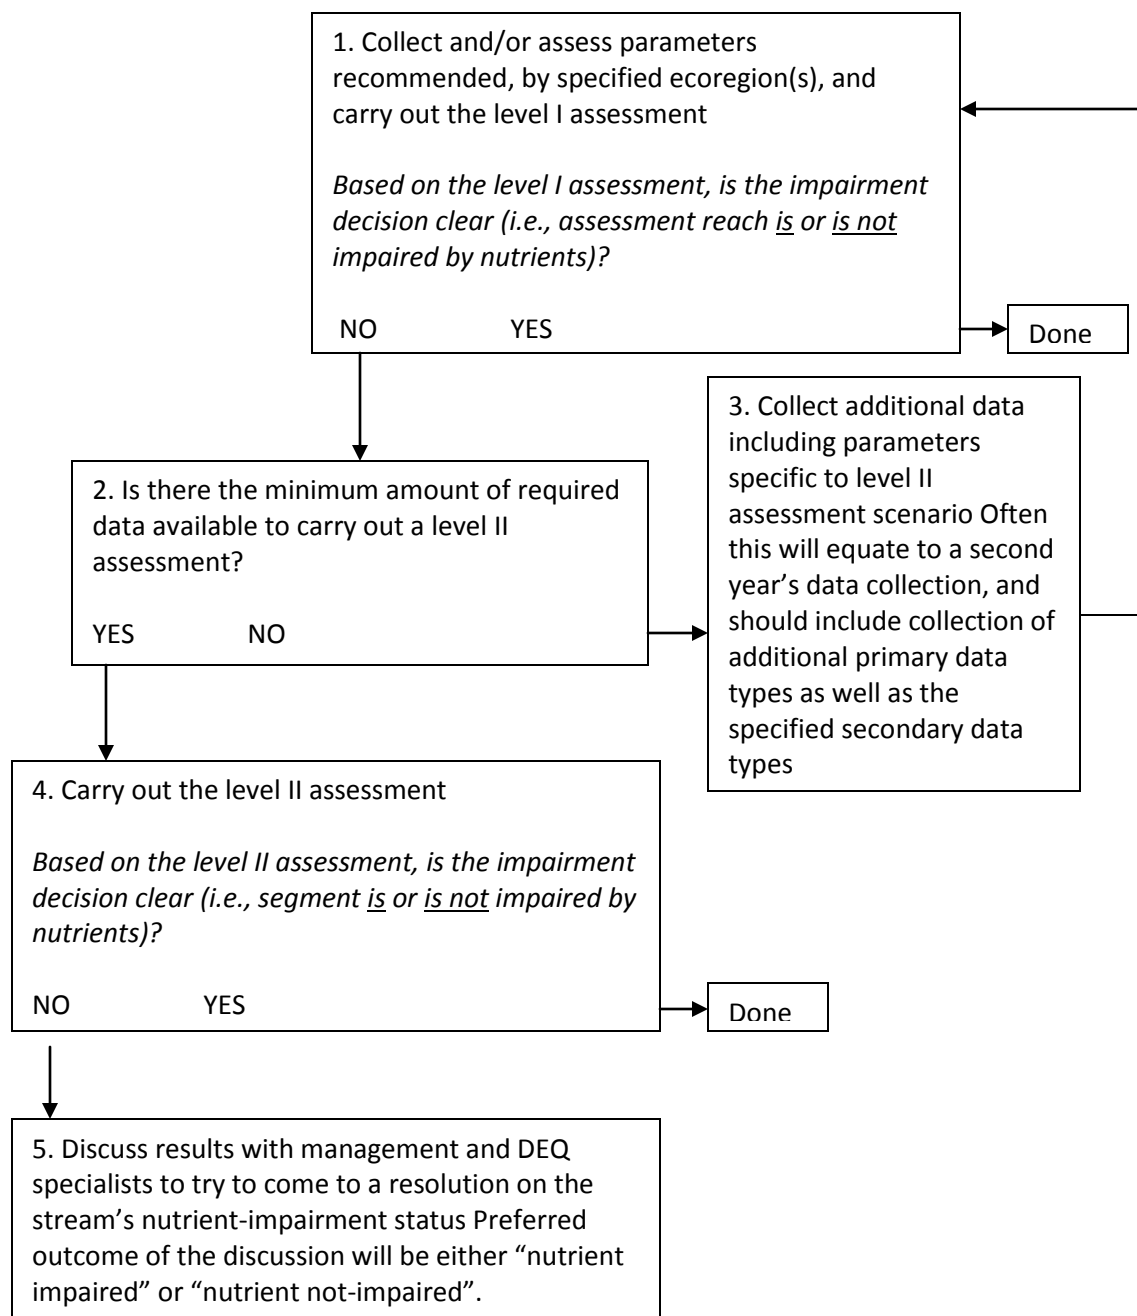 1. Collect and/or assess parameters
recommended, by specified ecoregion(s), and
carry out the level I assessment
Based on the level I assessment, is the impairment
decision clear (i.e., assessment reach is or is not
impaired by nutrients)?
NO YES
Done
2. Is there the minimum amount of required
data available to carry out a level II
assessment?
YES NO
3. Collect additional data
including parameters
specific to level II
assessment scenario Often
this will equate to a second
year’s data collection, and
should include collection of
additional primary data
types as well as the
specified secondary data
types
4. Carry out the level II assessment
Based on the level II assessment, is the impairment
decision clear (i.e., segment is or is not impaired by
nutrients)?
NO YES
Done
5. Discuss results with management and DEQ
specialists to try to come to a resolution on the
stream’s nutrient-impairment status Preferred
outcome of the discussion will be either “nutrient
impaired” or “nutrient not-impaired”.